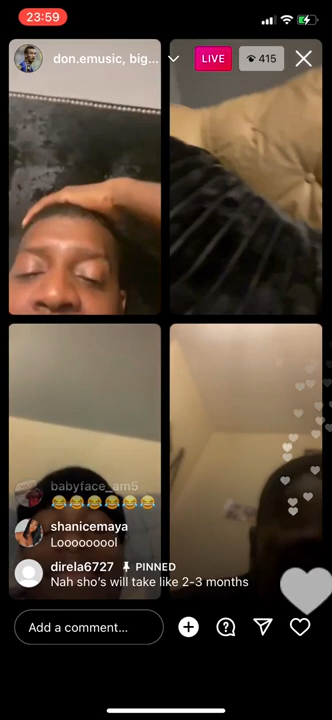 23:59
don.emusic, big...
LIVE
415
babyface_am5
😂😂😂😂😂😂
shanicemaya
Looooooool
direla6727 PINNED
Nah sho's will take like 2-3 months
Add a comment...